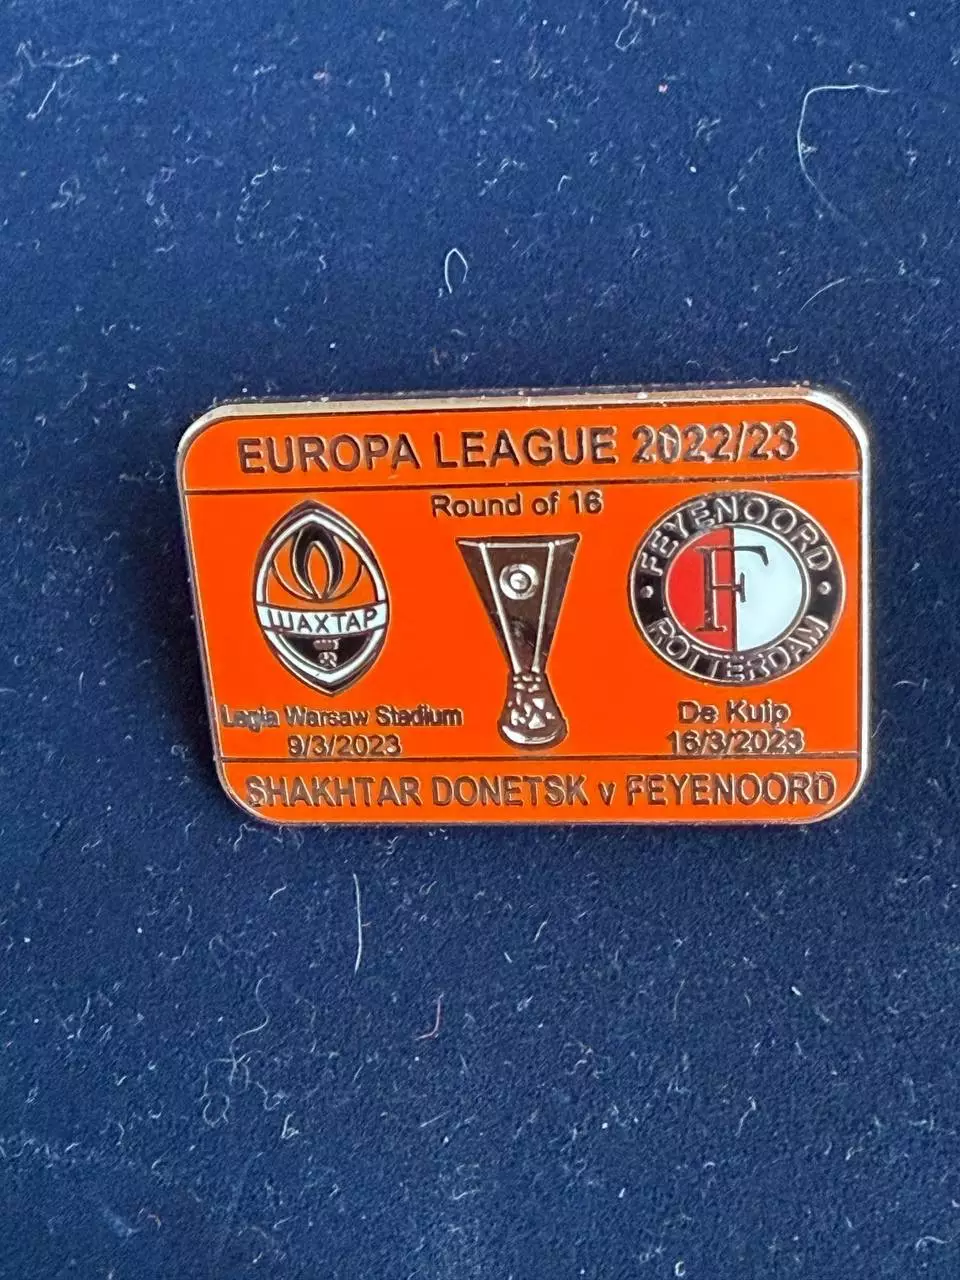 EUROPA LEAGUE 2022/23
Round of 16
ШАХТАР
FEYENOORD
F
ROTTERDAM
Legia Warsaw Stadium
9/3/2023
De Kuip
16/3/2023
SHAKHTAR DONETSK v FEYENOORD